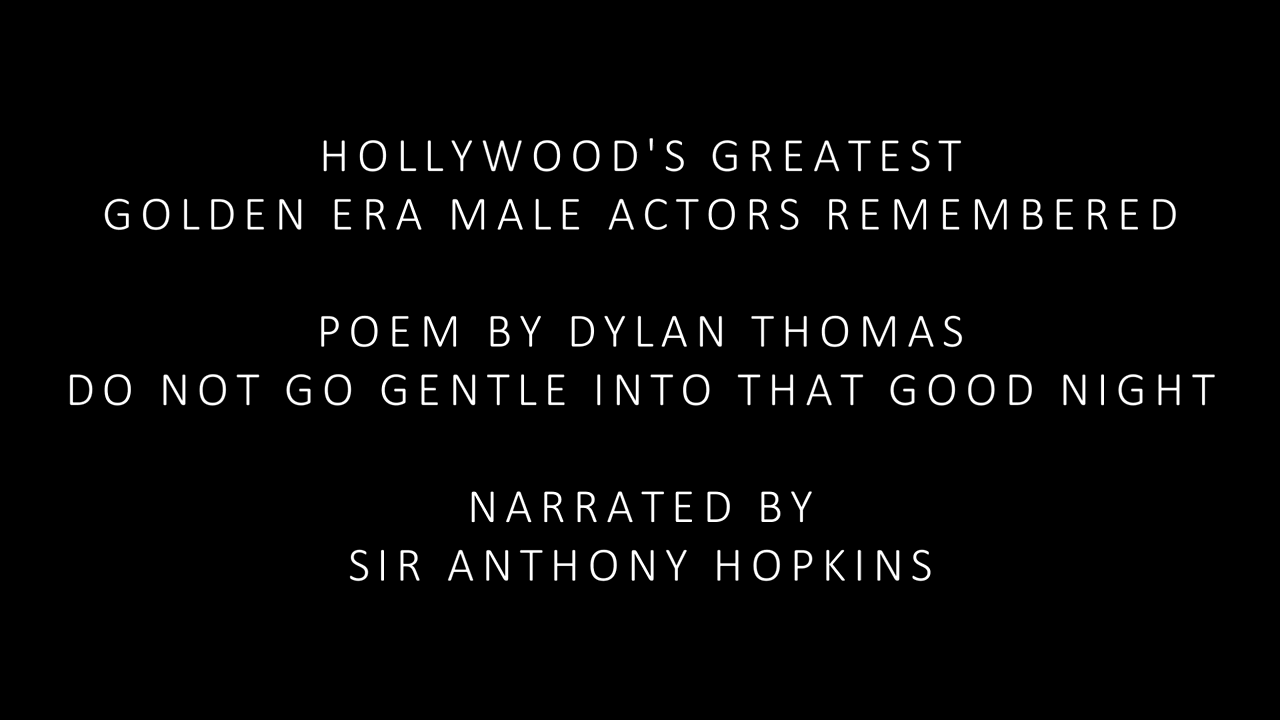 HOLLYWOOD'S GREATEST
GOLDEN ERA MALE ACTORS REMEMBERED
POEM BY DYLAN THOMAS
DO NOT GO GENTLE INTO THAT GOOD NIGHT
NARRATED BY
SIR ANTHONY HOPKINS